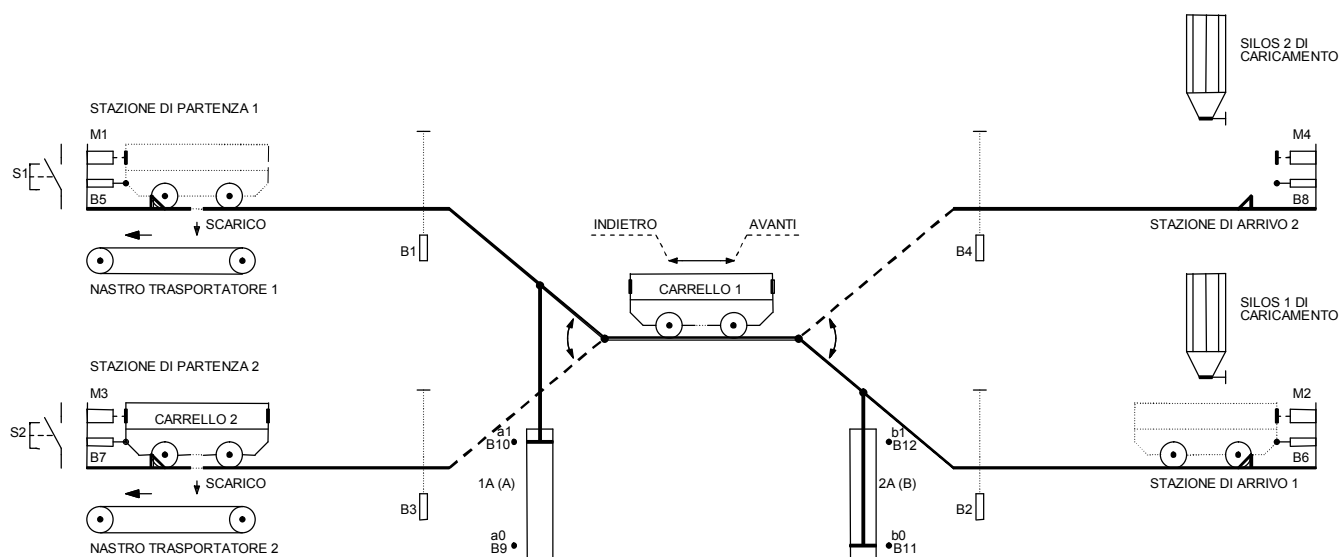 SILOS 2 DI
CARICAMENTO
STAZIONE DI PARTENZA 1
M1
M4
S1
B5
B8
SCARICO
STAZIONE DI ARRIVO 2
INDIETRO
AVANTI
B1
B4
NASTRO TRASPORTATORE 1
CARRELLO 1
SILOS 1 DI
CARICAMENTO
STAZIONE DI PARTENZA 2
M3
M2
CARRELLO 2
S2
a1
B10
b1
B12
B7
B6
SCARICO
1A (A)
2A (B)
STAZIONE DI ARRIVO 1
B3
B2
a0
B9
b0
B11
NASTRO TRASPORTATORE 2